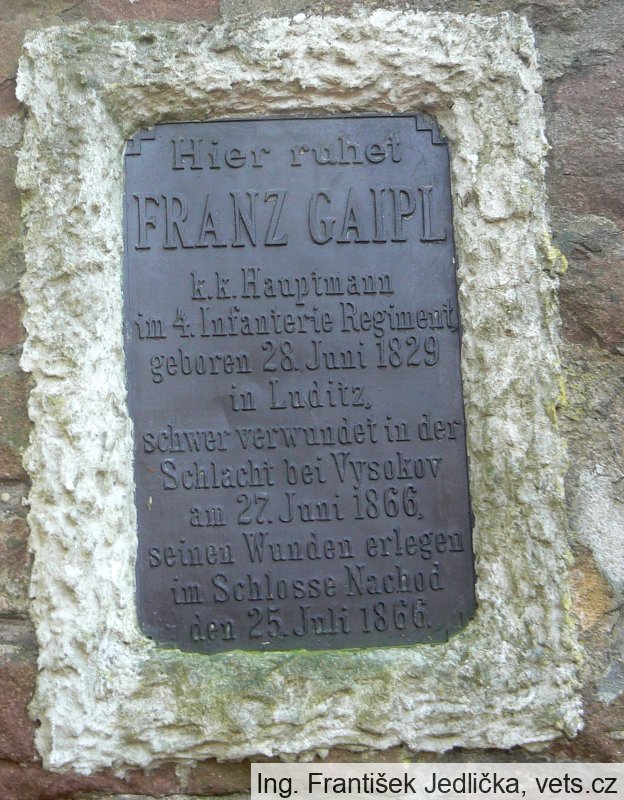 Hier ruhet
FRANZ GAIPL
k.k. Hauptmann
im 4. Infanterie Regiment,
geboren 28. Juni 1829
in Luditz,
schwer verwundet in der
Schlacht bei Vysokov
am 27. Juni 1866,
seinen Wunden erlegen
im Schlosse Nachod
den 25. Juli 1866.
Ing. František Jedlička, vets.cz